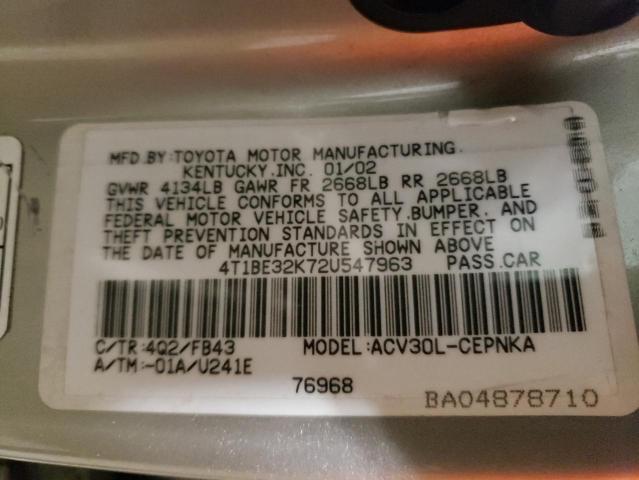 MFD.BY:TOYOTA MOTOR MANUFACTURING.
KENTUCKY.INC. 01/02
GVWR 4134LB GAWR FR 2668LB RR 2668LB
THIS VEHICLE CONFORMS TO ALL APPLICABLE
FEDERAL MOTOR VEHICLE SAFETY.BUMPER. AND
THEFT PREVENTION STANDARDS IN EFFECT ON
THE DATE OF MANUFACTURE SHOWN ABOVE
4T1BE32K72U547963 PASS.CAR
C/TR:4Q2/FB43 MODEL:ACV30L-CEPNKA
A/TM:-01A/U241E
76968
BA04878710